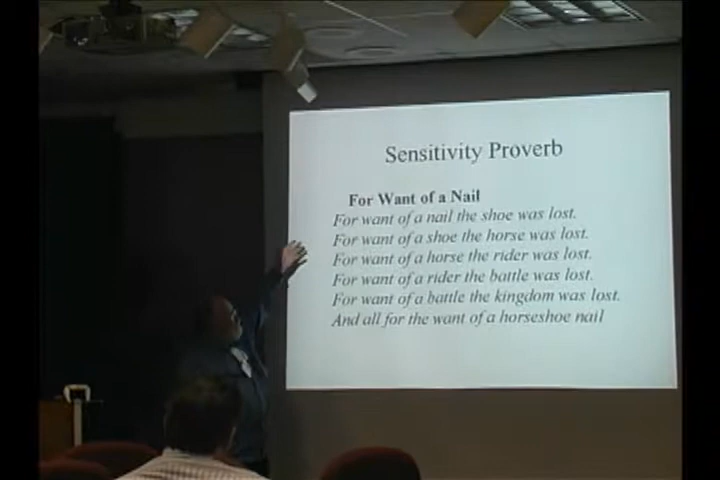 Sensitivity Proverb
For Want of a Nail
For want of a nail the shoe was lost.
For want of a shoe the horse was lost.
For want of a horse the rider was lost.
For want of a rider the battle was lost.
For want of a battle the kingdom was lost.
And all for the want of a horseshoe nail